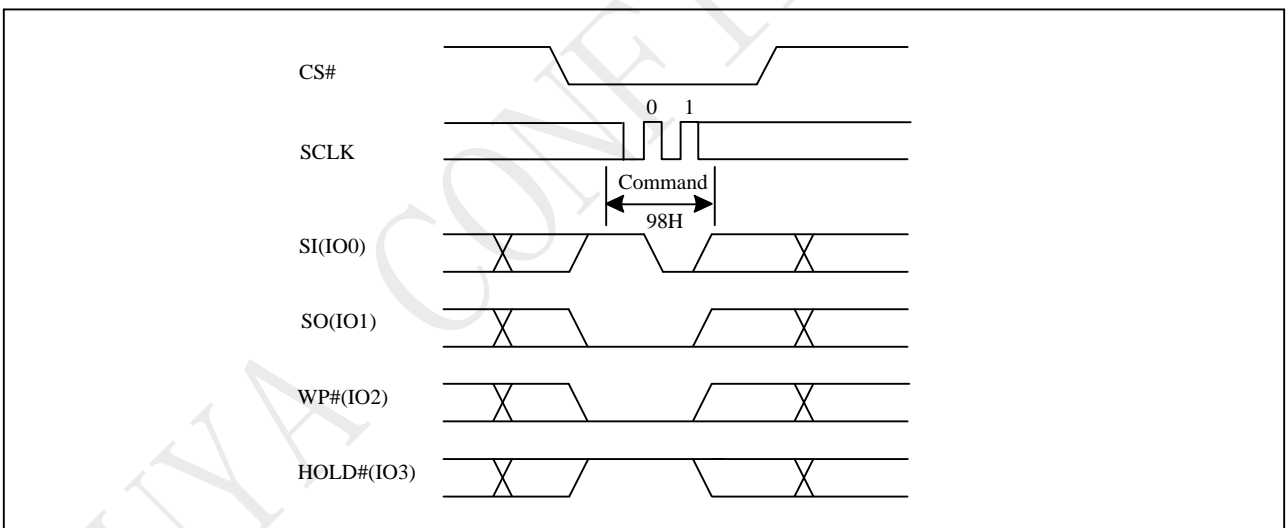 CS#
0 1
SCLK
Command
98H
SI(IO0)
SO(IO1)
WP#(IO2)
HOLD#(IO3)